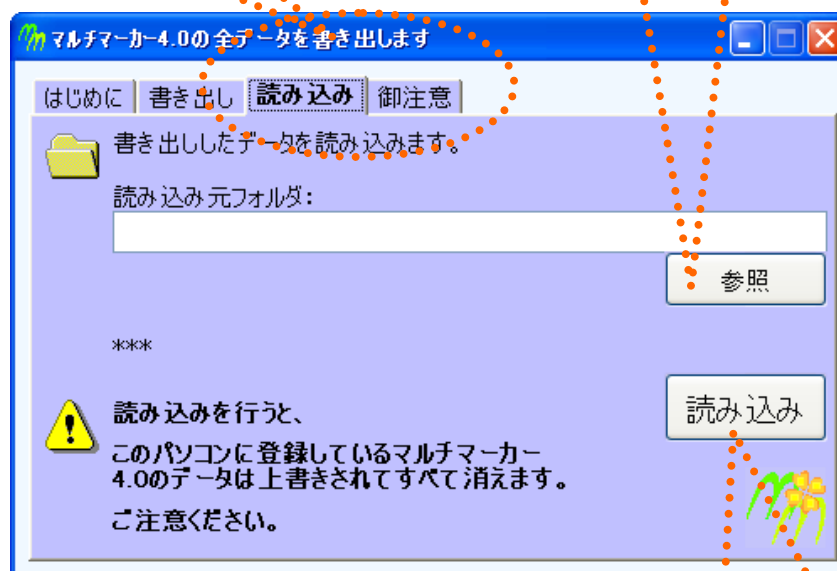 マルチマーカー4.0の全データを書き出します
はじめに 書き出し 読み込み 御注意
書き出ししたデータを読み込みます。
読み込み元フォルダ:
参照
***
読み込み
読み込みを行うと、
このパソコンに登録しているマルチマーカー
4.0のデータは上書きされてすべて消えます。
ご注意ください。